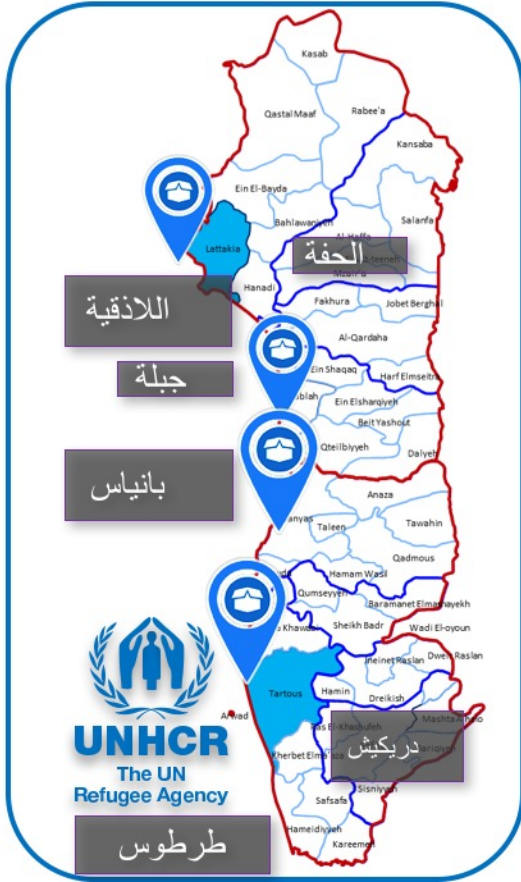 Kasab
Qastal Maaf
Rabee'a
Kansaba
Ein El-Bayda
Bahlawaniyeh
Salanfa
Lattakia
الحفة
Hanadi
اللاذقية
Fakhura
Jobet Berghal
Al-Qardaha
جبلة
Ein Shaqaq
Harf Elmseitra
Ein Elsharqiyeh
Beit Yashout
Qteilbiyyeh
Dalyeh
بانياس
Anaza
Taleen
Tawahin
Qadmous
Hamam Wasil
Qumseyyeh
Baramanet Elmashayekh
Sheikh Badr
Wadi El-oyoun
Jneinet Raslan
Dweir Raslan
Tartous
Hamin
Dreikish
Arwad
UNHCR
The UN
Refugee Agency
دريكيش
Sisniyyeh
Safsafa
طرطوس
Hameidiyyeh
Kareemeh